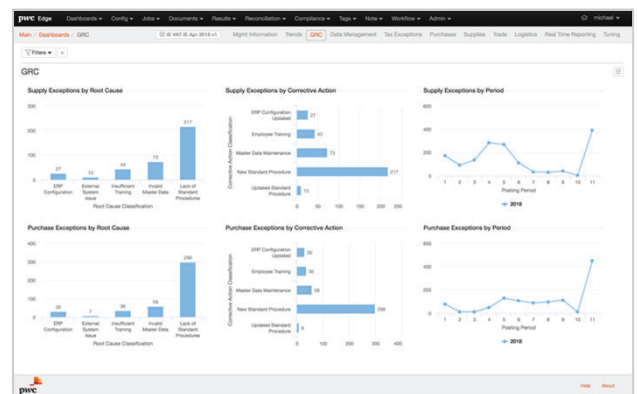 pwc Edge Dashboards Config Jobs Documents Results Reconciliation Compliance Tags Note Workflow Admin michael
Main / Dashboards / GRC IE VAT IE Apr 2018 v1 Mgmt Information Trends GRC Data Management Tax Exceptions Purchases Supplies Trade Logistics Real Time Reporting Tuning
Filters +
GRC
Supply Exceptions by Root Cause
300
200
100
0
27
12
43
73
217
ERP Configuration
External System Issue
Insufficient Training
Invalid Master Data
Lack of Standard Procedures
Root Cause Classification
Supply Exceptions by Corrective Action
Corrective Action Classification
ERP Configuration Updated 27
Employee Training 43
Master Data Maintenance 73
New Standard Procedure 217
Updated Standard Procedure
0 50 100 150 200 250
Supply Exceptions by Period
600
400
200
0
1 2 3 4 5 6 7 8 9 10 11
Posting Period
2018
Purchase Exceptions by Root Cause
400
300
200
100
0
30
7
36
58
298
ERP Configuration
External System Issue
Insufficient Training
Invalid Master Data
Lack of Standard Procedures
Root Cause Classification
Purchase Exceptions by Corrective Action
Corrective Action Classification
ERP Configuration Updated
Employee Training 36
Master Data Maintenance 58
New Standard Procedure 298
Updated Standard Procedure
0 100 200 300 400
Purchase Exceptions by Period
600
400
200
0
1 2 3 4 5 6 7 8 9 10 11
Posting Period
2018
pwc Help About